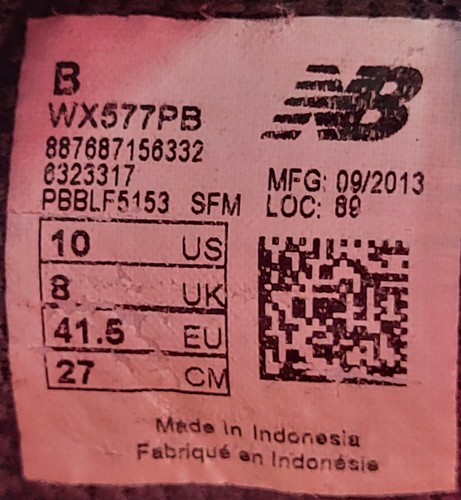 B
WX577PB
NB
887687156332
6323317
MFG: 09/2013
PBBLF5153 SFM
LOC: 89
10 US
8 UK
41.5 EU
27 CM
Made in Indonesia
Fabriqué en Indonésie